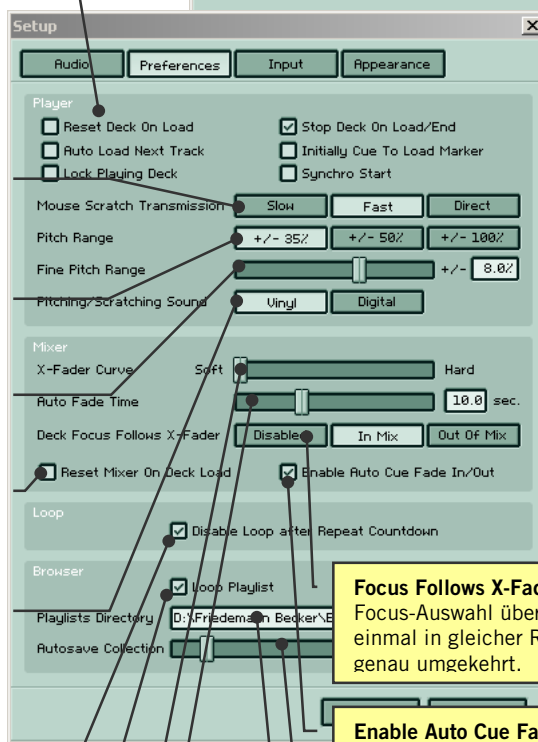 Setup
Audio Preferences Input Appearance
Player
Reset Deck On Load Stop Deck On Load/End
Auto Load Next Track Initially Cue To Load Marker
Lock Playing Deck Synchro Start
Mouse Scratch Transmission Slow Fast Direct
Pitch Range +/- 35% +/- 50% +/- 100%
Fine Pitch Range +/- 8.0%
Pitching/Scratching Sound Vinyl Digital
Mixer
X-Fader Curve Soft Hard
Auto Fade Time 10.0 sec.
Deck Focus Follows X-Fader Disable In Mix Out Of Mix
Reset Mixer On Deck Load Enable Auto Cue Fade In/Out
Loop
Disable Loop after Repeat Countdown
Browser
Loop Playlist
Playlists Directory D:\Friedemann Becker\
Autosave Collection
Focus Follows X-Fad
Focus-Auswahl über
einmal in gleicher R
genau umgekehrt.
Enable Auto Cue Fa